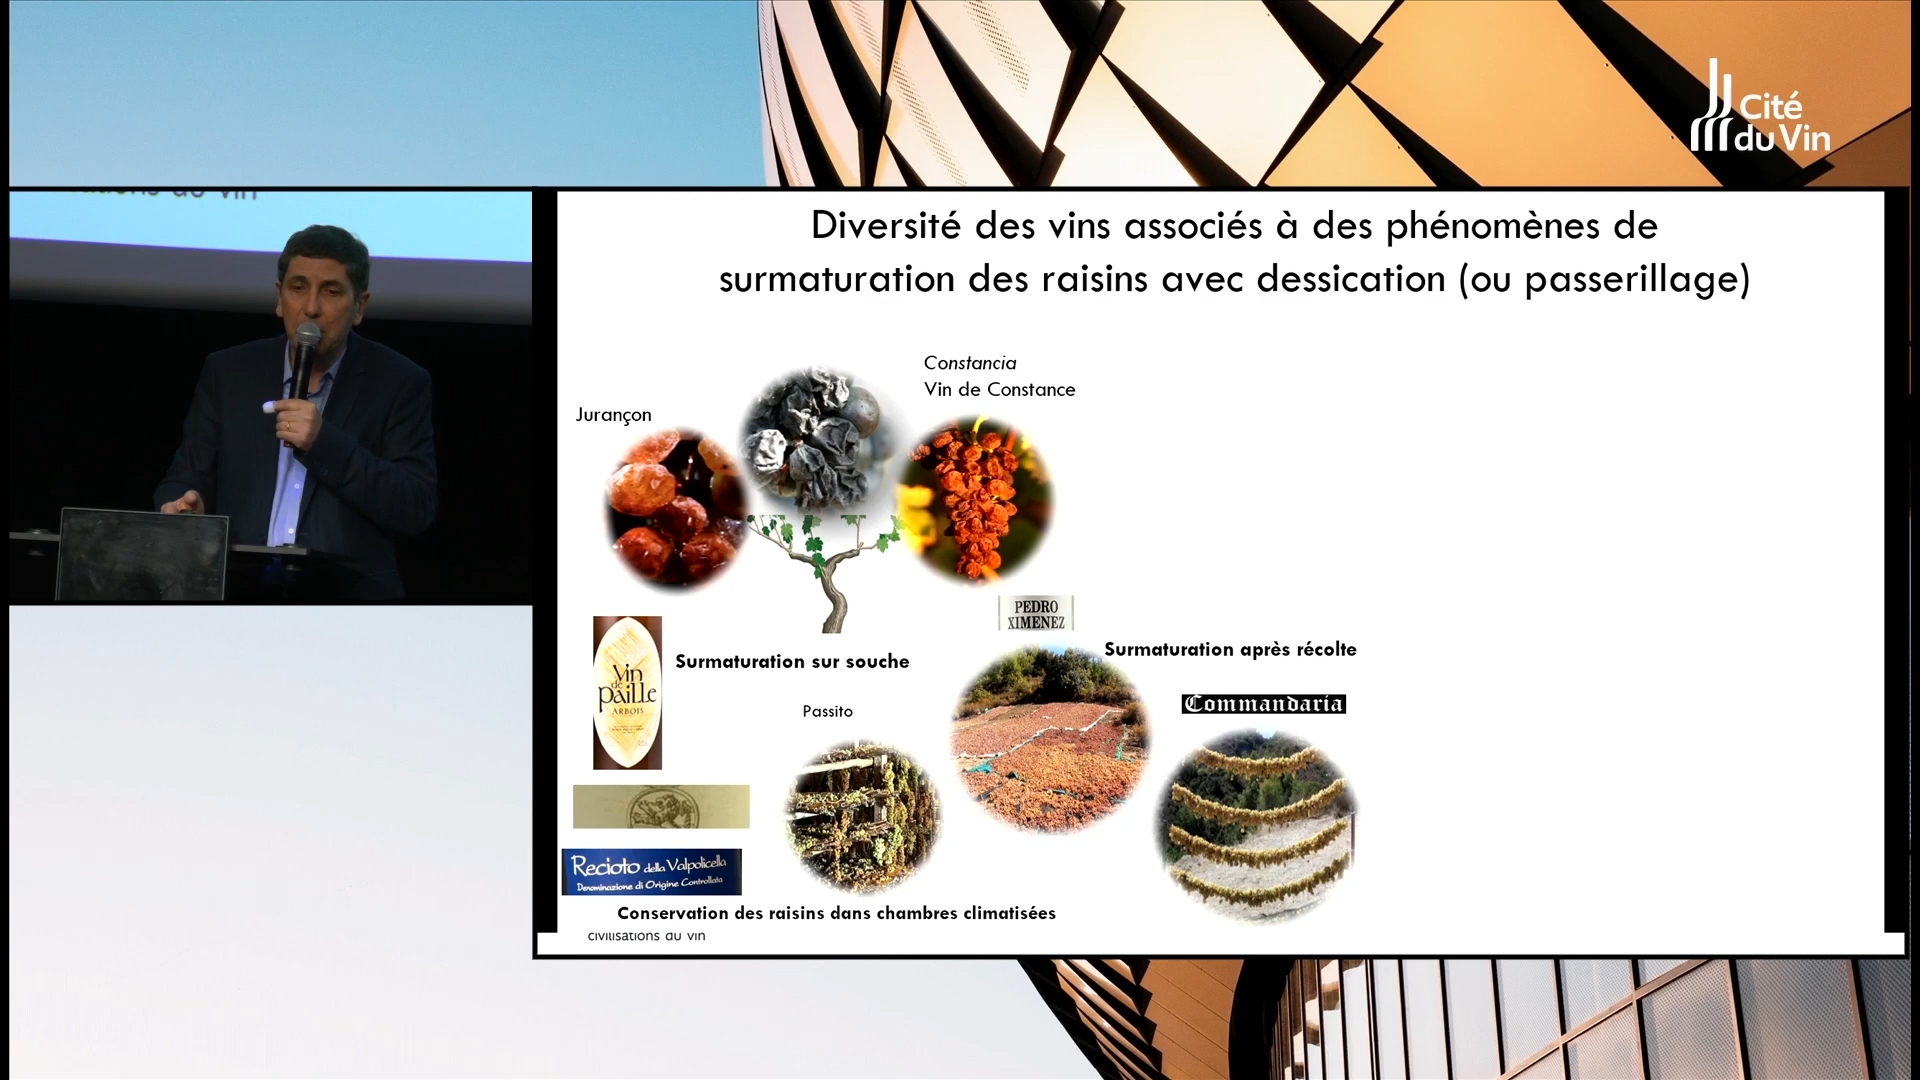 Cité
du Vin
Diversité des vins associés à des phénomènes de
surmaturation des raisins avec dessication (ou passerillage)
Constancia
Vin de Constance
Jurançon
PEDRO
XIMENEZ
Surmaturation après récolte
Surmaturation sur souche
Vin
de
paille
ARBOIS
Commandaria
Passito
Recioto della Valpolicella
Denominazione di Origine Controllata
Conservation des raisins dans chambres climatisées
civilisations du vin